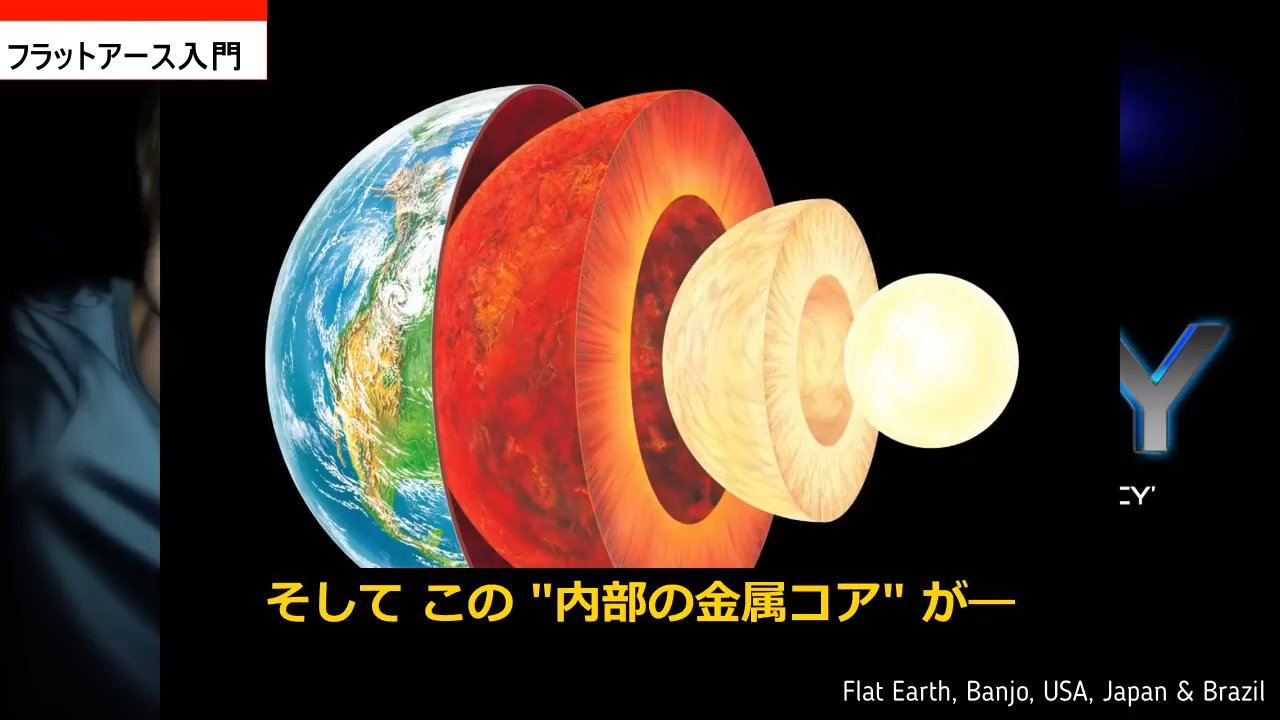 フラットアース入門
Y
EY'
そして この "内部の金属コア" が―
Flat Earth, Banjo, USA, Japan & Brazil